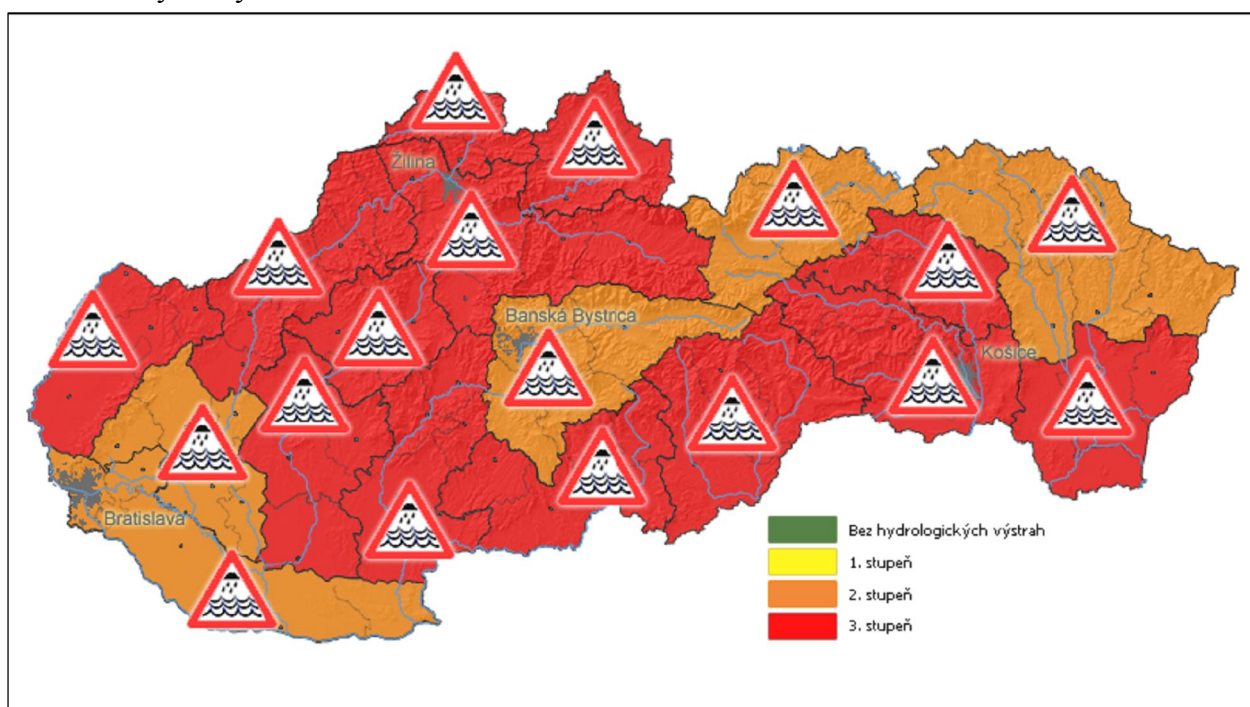 Žilina
Banská Bystrica
Košice
Bratislava
Bez hydrologických výstrah
1. stupeň
2. stupeň
3. stupeň